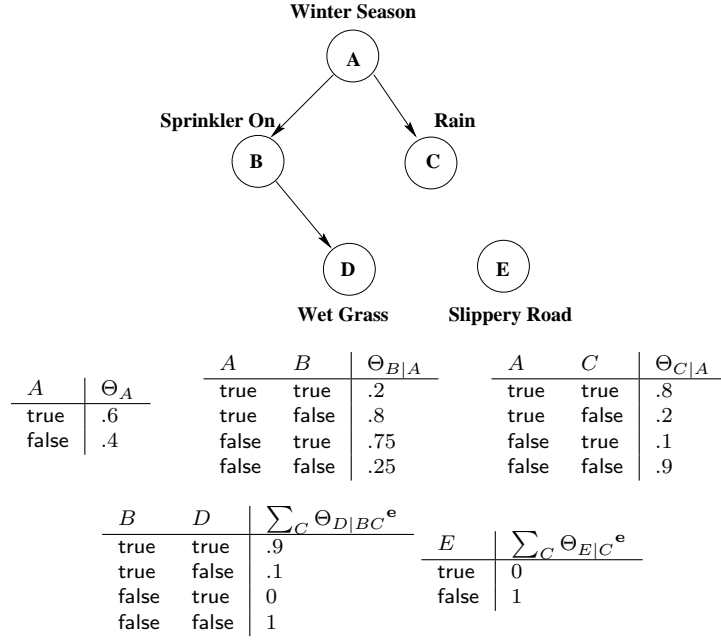 Winter Season
A
Sprinkler On
Rain
B
C
D
E
Wet Grass
Slippery Road
A Θ_A
true .6
false .4
A B Θ_{B|A}
true true .2
true false .8
false true .75
false false .25
A C Θ_{C|A}
true true .8
true false .2
false true .1
false false .9
B D ∑_C Θ_{D|BC}^e
true true .9
true false .1
false true 0
false false 1
E ∑_C Θ_{E|C}^e
true 0
false 1